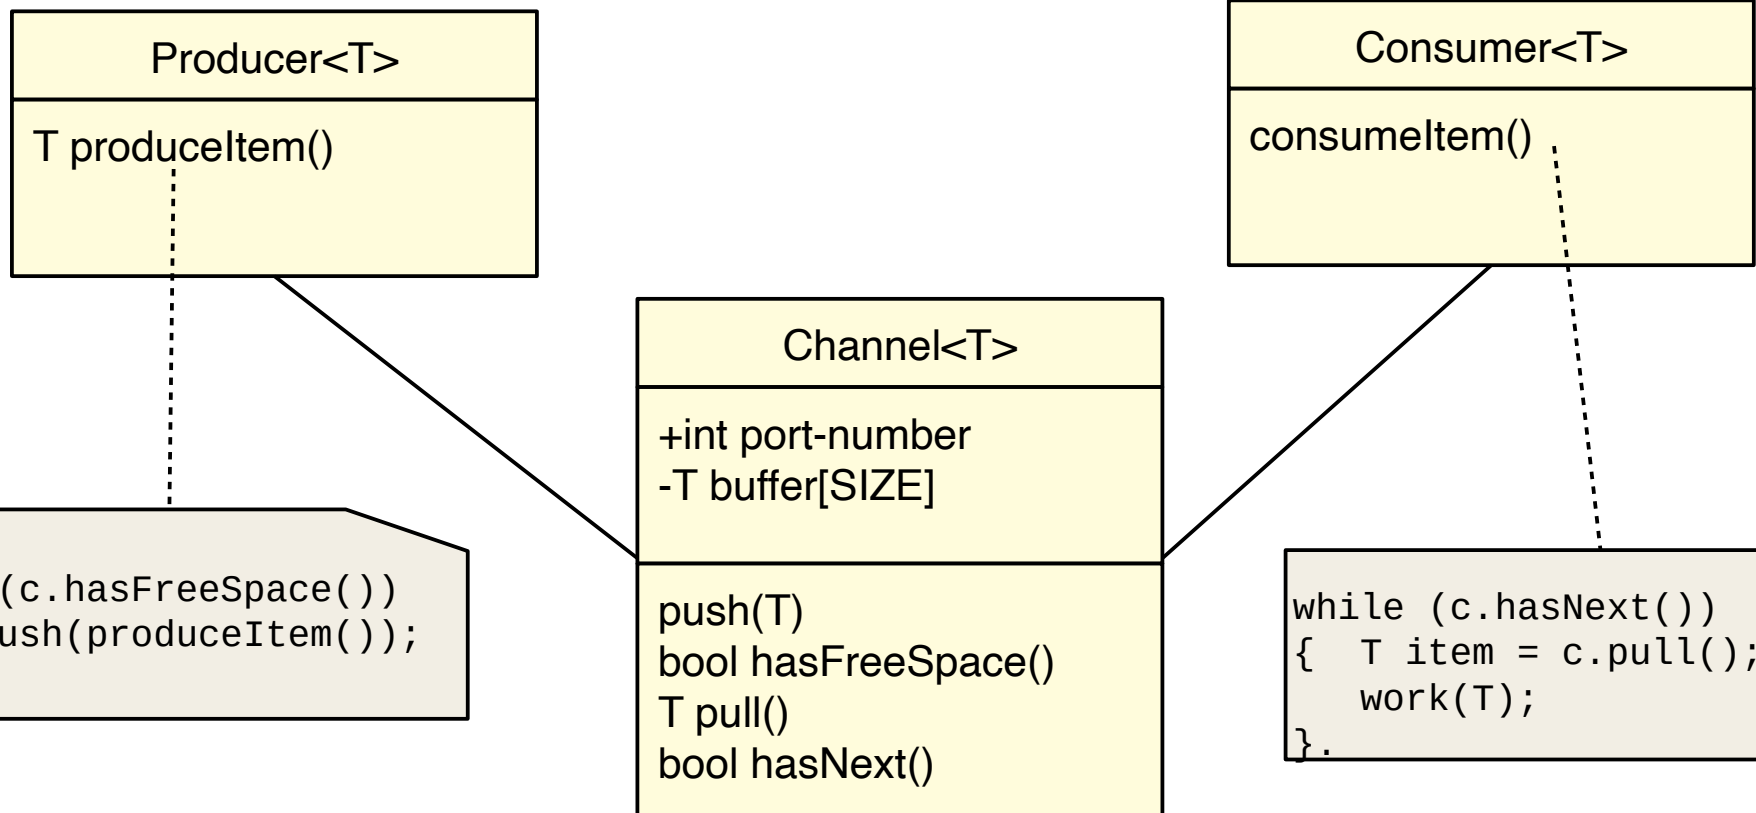 Producer<T>
T produceItem()
Consumer<T>
consumeItem()
Channel<T>
+int port-number
-T buffer[SIZE]
push(T)
bool hasFreeSpace()
T pull()
bool hasNext()
(c.hasFreeSpace())
ush(produceItem());
while (c.hasNext())
{  T item = c.pull();
   work(T);
}.